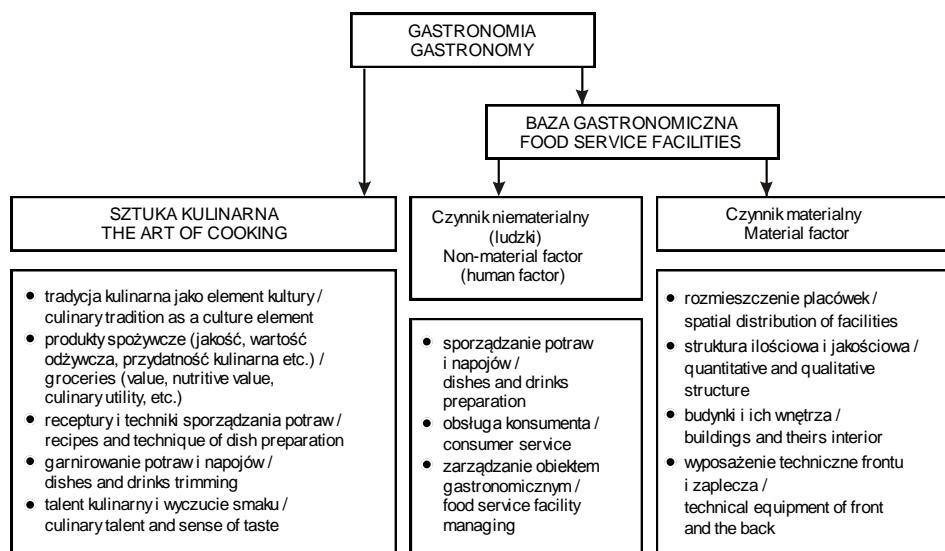 GASTRONOMIA
GASTRONOMY
BAZA GASTRONOMICZNA
FOOD SERVICE FACILITIES
SZTUKA KULINARNA
THE ART OF COOKING
Czynnik niematerialny
(ludzki)
Non-material factor
(human factor)
Czynnik materialny
Material factor
• tradycja kulinarna jako element kultury /
culinary tradition as a culture element
• produkty spożywcze (jakość, wartość
odżywcza, przydatność kulinarna etc.) /
groceries (value, nutritive value,
culinary utility, etc.)
• receptury i techniki sporządzania potraw /
recipes and technique of dish preparation
• garnirowanie potraw i napojów /
dishes and drinks trimming
• talent kulinarny i wyczucie smaku /
culinary talent and sense of taste
• sporządzanie potraw
i napojów /
dishes and drinks
preparation
• obsługa konsumenta /
consumer service
• zarządzanie obiektem
gastronomicznym /
food service facility
managing
• rozmieszczenie placówek /
spatial distribution of facilities
• struktura ilościowa i jakościowa /
quantitative and qualitative
structure
• budynki i ich wnętrza /
buildings and theirs interior
• wyposażenie techniczne frontu
i zaplecza /
technical equipment of front
and the back